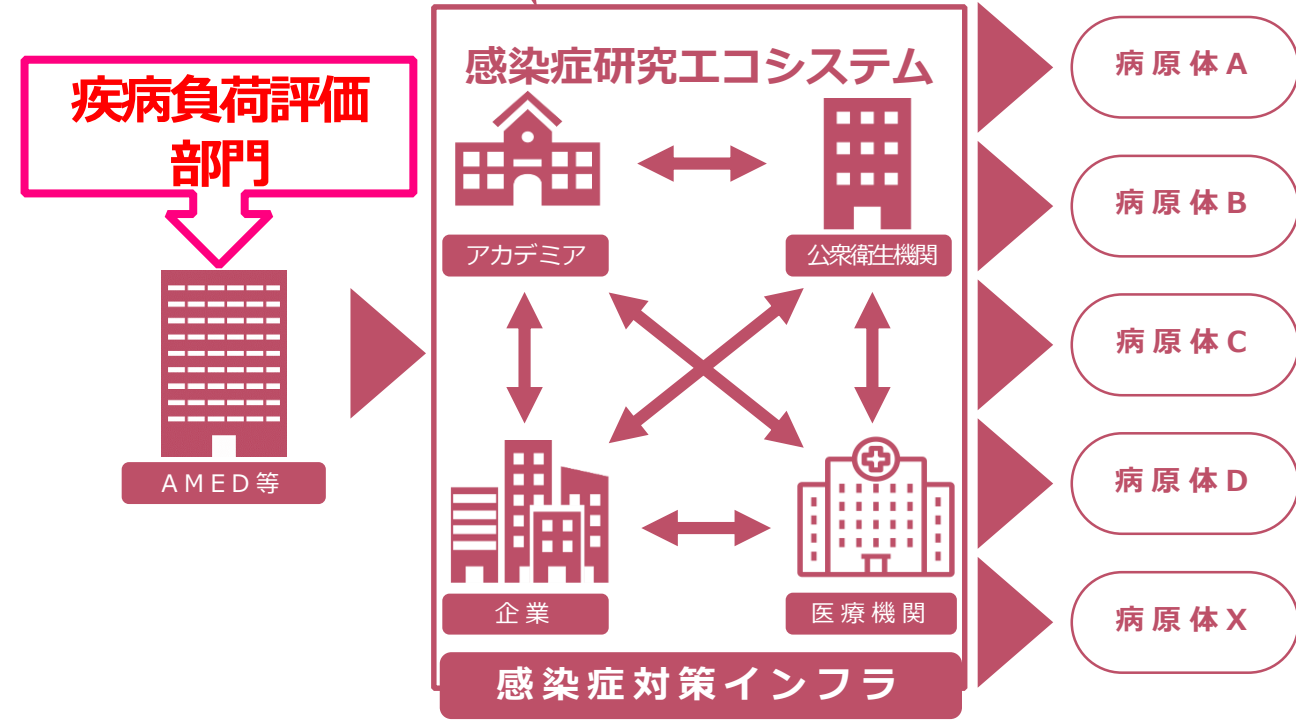 疾病負荷評価
部門
AMED等
感染症研究エコシステム
アカデミア
公衆衛生機関
企業
医療機関
感染症対策インフラ
病原体A
病原体B
病原体C
病原体D
病原体X